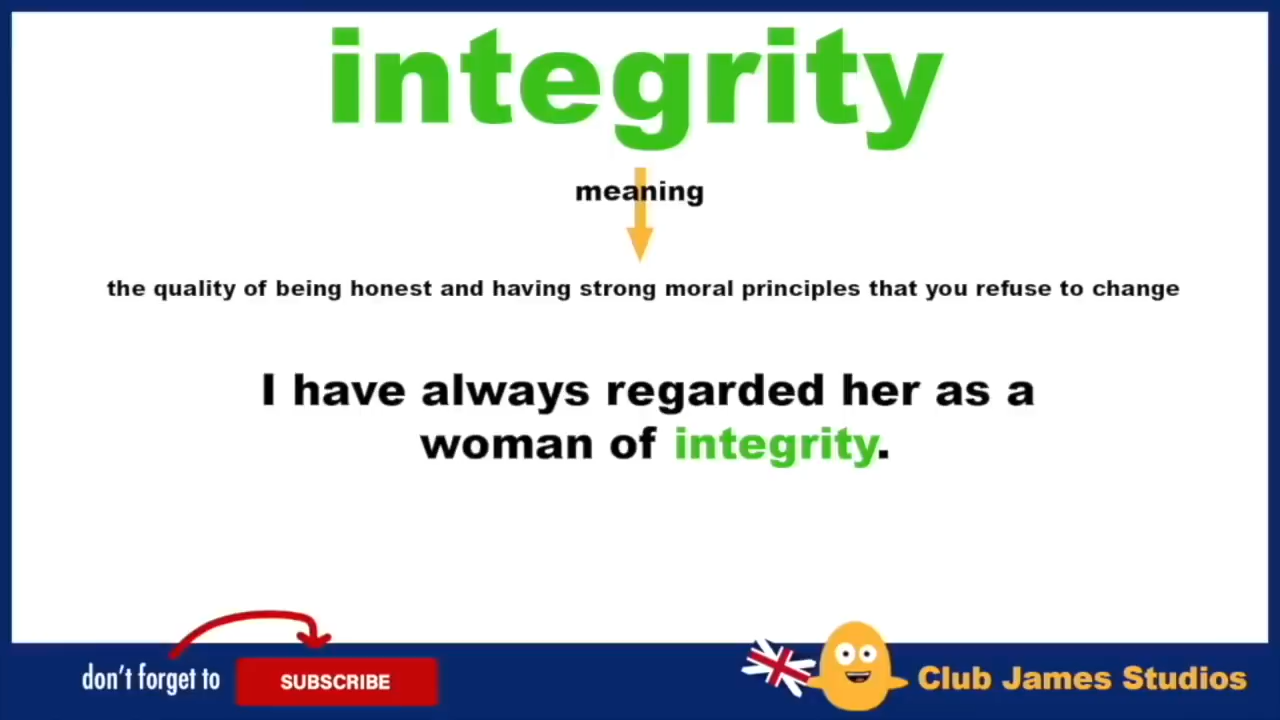 integrity
meaning
the quality of being honest and having strong moral principles that you refuse to change
I have always regarded her as a
woman of integrity.
don't forget to SUBSCRIBE
Club James Studios